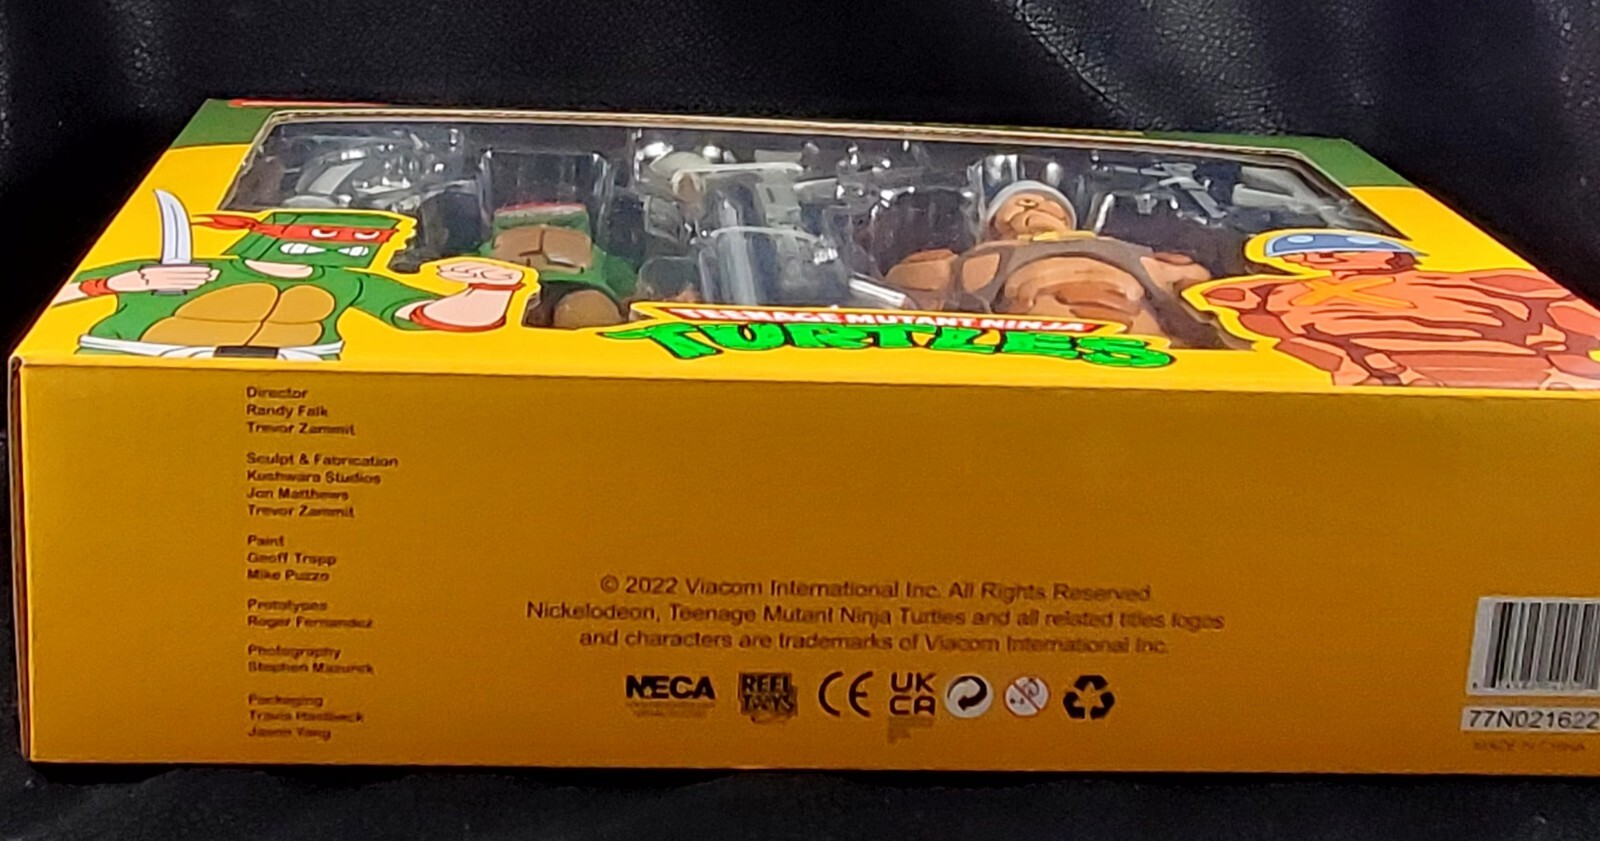 TEENAGE MUTANT NINJA
TURTLES
Director
Randy Falk
Trevor Zammit
Sculpt & Fabrication
Kushwara Studios
Jon Matthews
Trevor Zammit
Paint
Geoff Trapp
Mike Puzzo
Prototypes
Roger Fernandez
Photography
Stephen Mazurek
Packaging
Travis
Jason Yang
© 2022 Viacom International Inc. All Rights Reserved
Nickelodeon, Teenage Mutant Ninja Turtles and all related titles logos
and characters are trademarks of Viacom International Inc.
NECA
REEL
TOYS
CE
UK
CA
0-3
77N021622
MADE IN CHINA